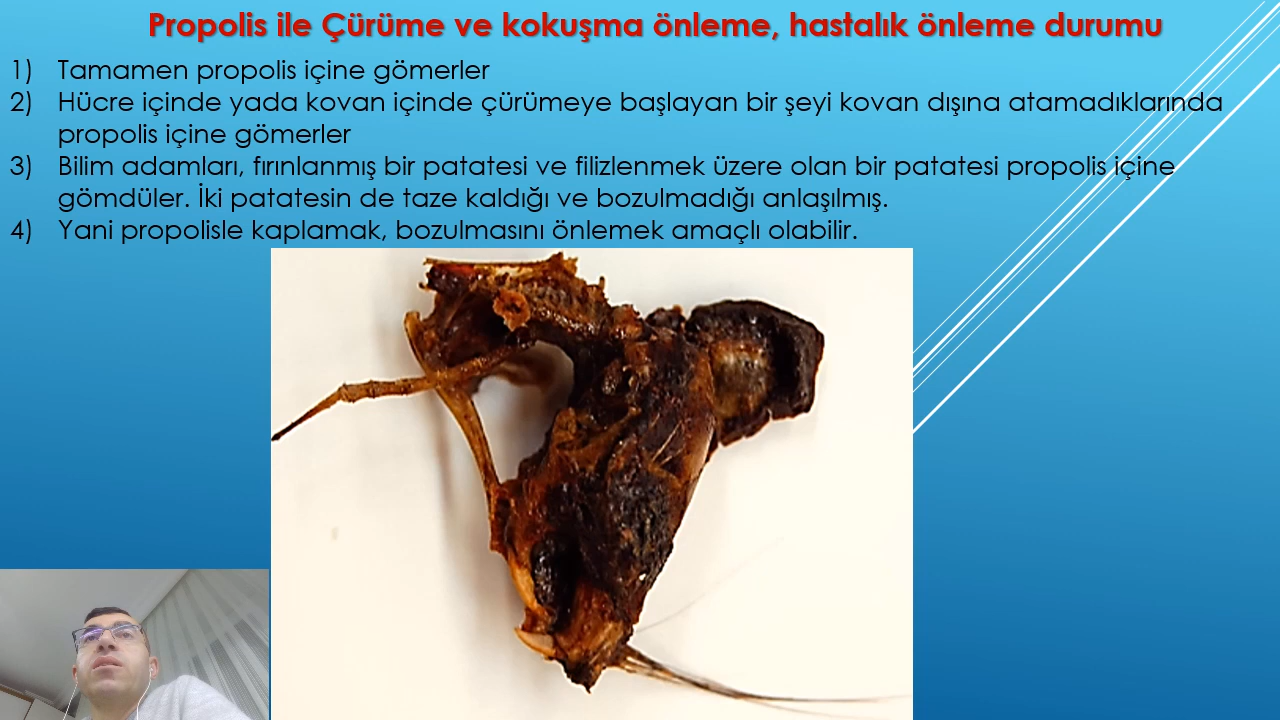 Propolis ile Çürüme ve kokuşma önleme, hastalık önleme durumu
1) Tamamen propolis içine gömerler
2) Hücre içinde yada kovan içinde çürümeye başlayan bir şeyi kovan dışına atamadıklarında
propolis içine gömerler
3) Bilim adamları, fırınlanmış bir patatesi ve filizlenmek üzere olan bir patatesi propolis içine
gömdüler. İki patatesin de taze kaldığı ve bozulmadığı anlaşılmış.
4) Yani propolisle kaplamak, bozulmasını önlemek amaçlı olabilir.